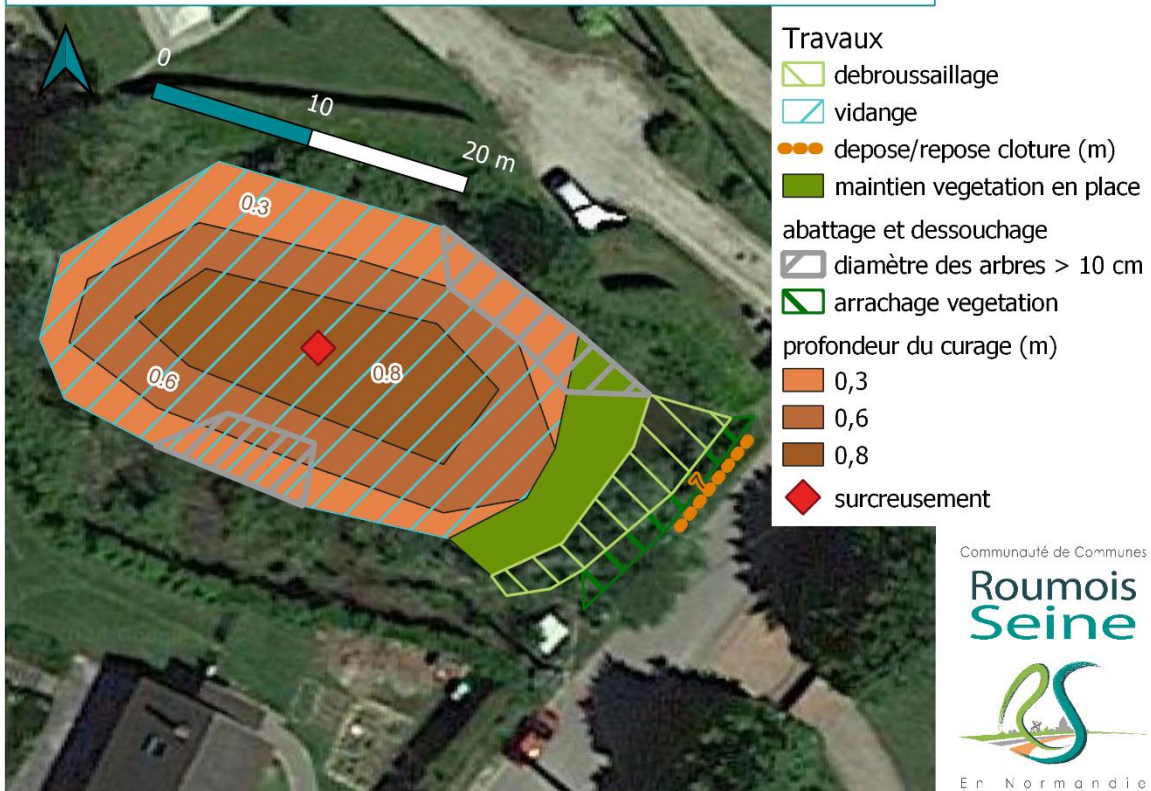 0
10
20 m
0.3
0.6
0.8
7
Travaux
debroussaillage
vidange
depose/repose cloture (m)
maintien vegetation en place
abattage et dessouchage
diamètre des arbres > 10 cm
arrachage vegetation
profondeur du curage (m)
0,3
0,6
0,8
surcreusement
Communauté de Communes
Roumois
Seine
En Normandie